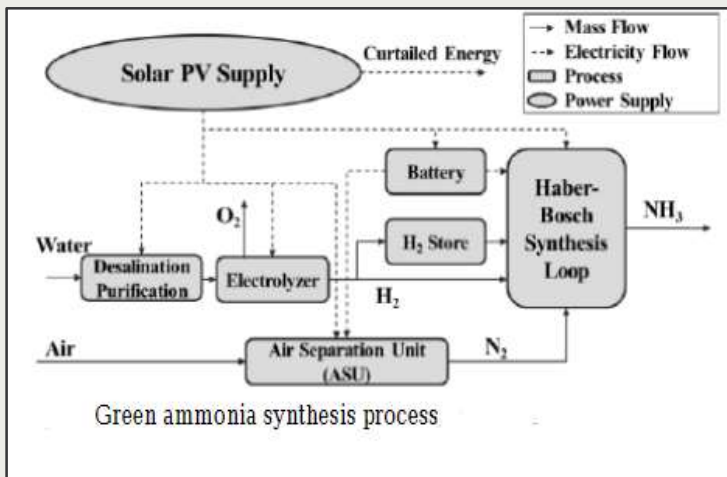 Mass Flow
Electricity Flow
Process
Power Supply
Solar PV Supply
Curtailed Energy
Battery
Haber-
Bosch
Synthesis
Loop
NH₃
O₂
H₂ Store
Water
Desalination
Purification
Electrolyzer
H₂
Air
Air Separation Unit
(ASU)
N₂
Green ammonia synthesis process